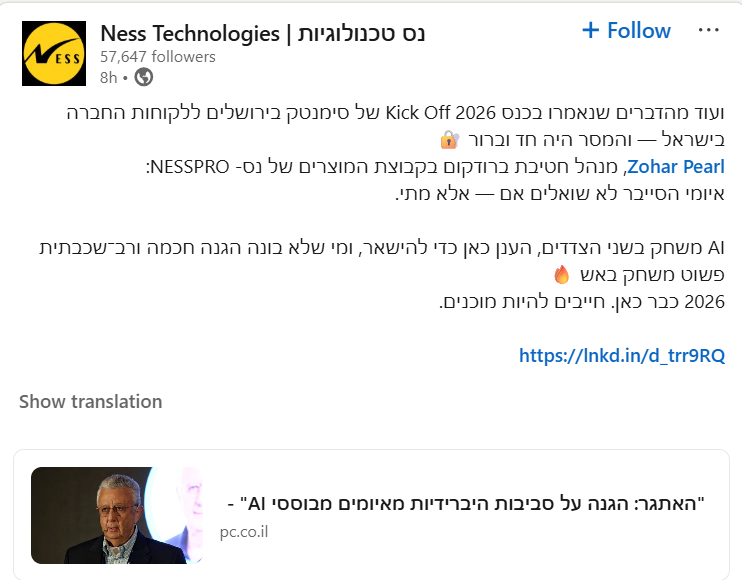 NESS
Ness Technologies | נס טכנולוגיות
57,647 followers
8h •
+ Follow
...
ועוד מהדברים שנאמרו בכנס Kick Off 2026 של סימנטק בירושלים ללקוחות החברה
בישראל — והמסר היה חד וברור 🔐
Zohar Pearl, מנהל חטיבת ברודקום בקבוצת המוצרים של נס- NESSPRO:
איומי הסייבר לא שואלים אם — אלא מתי.
AI משחק בשני הצדדים, הענן כאן כדי להישאר, ומי שלא בונה הגנה חכמה ורב־שכבתית
פשוט משחק באש 🔥
2026 כבר כאן. חייבים להיות מוכנים.
https://lnkd.in/d_trr9RQ
Show translation
"האתגר: הגנה על סביבות היברידיות מאיומים מבוססי AI" -
pc.co.il